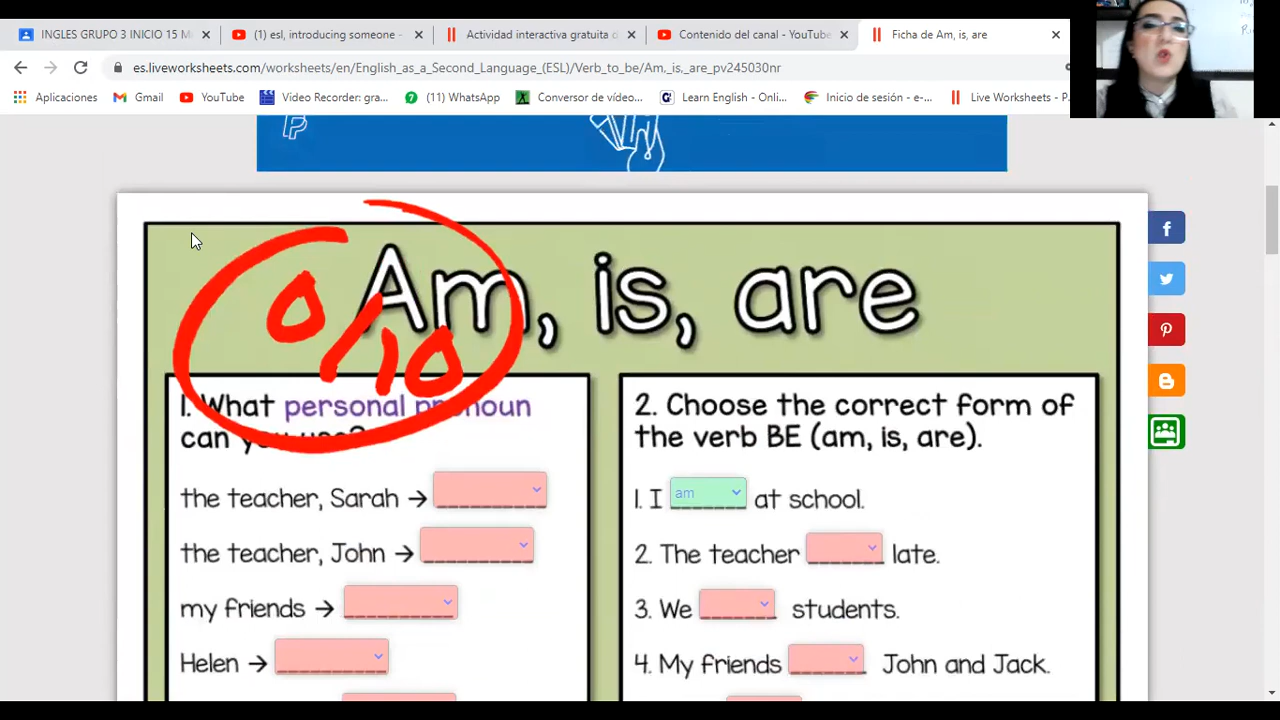 INGLES GRUPO 3 INICIO 15 M
(1) esl, introducing someone -
Actividad interactiva gratuita o
Contenido del canal - YouTube
Ficha de Am, is, are
es.liveworksheets.com/worksheets/en/English_as_a_Second_Language_(ESL)/Verb_to_be/Am,_is,_are_pv245030nr
Aplicaciones
Gmail
YouTube
Video Recorder: gra...
(11) WhatsApp
Conversor de vídeo...
Learn English - Onli...
Inicio de sesión - e-...
Live Worksheets - P
Am, is, are
0/10
1. What personal pronoun
can you use?
the teacher, Sarah →
the teacher, John →
my friends →
Helen →
2. Choose the correct form of
the verb BE (am, is, are).
1. I am at school.
2. The teacher late.
3. We students.
4. My friends John and Jack.